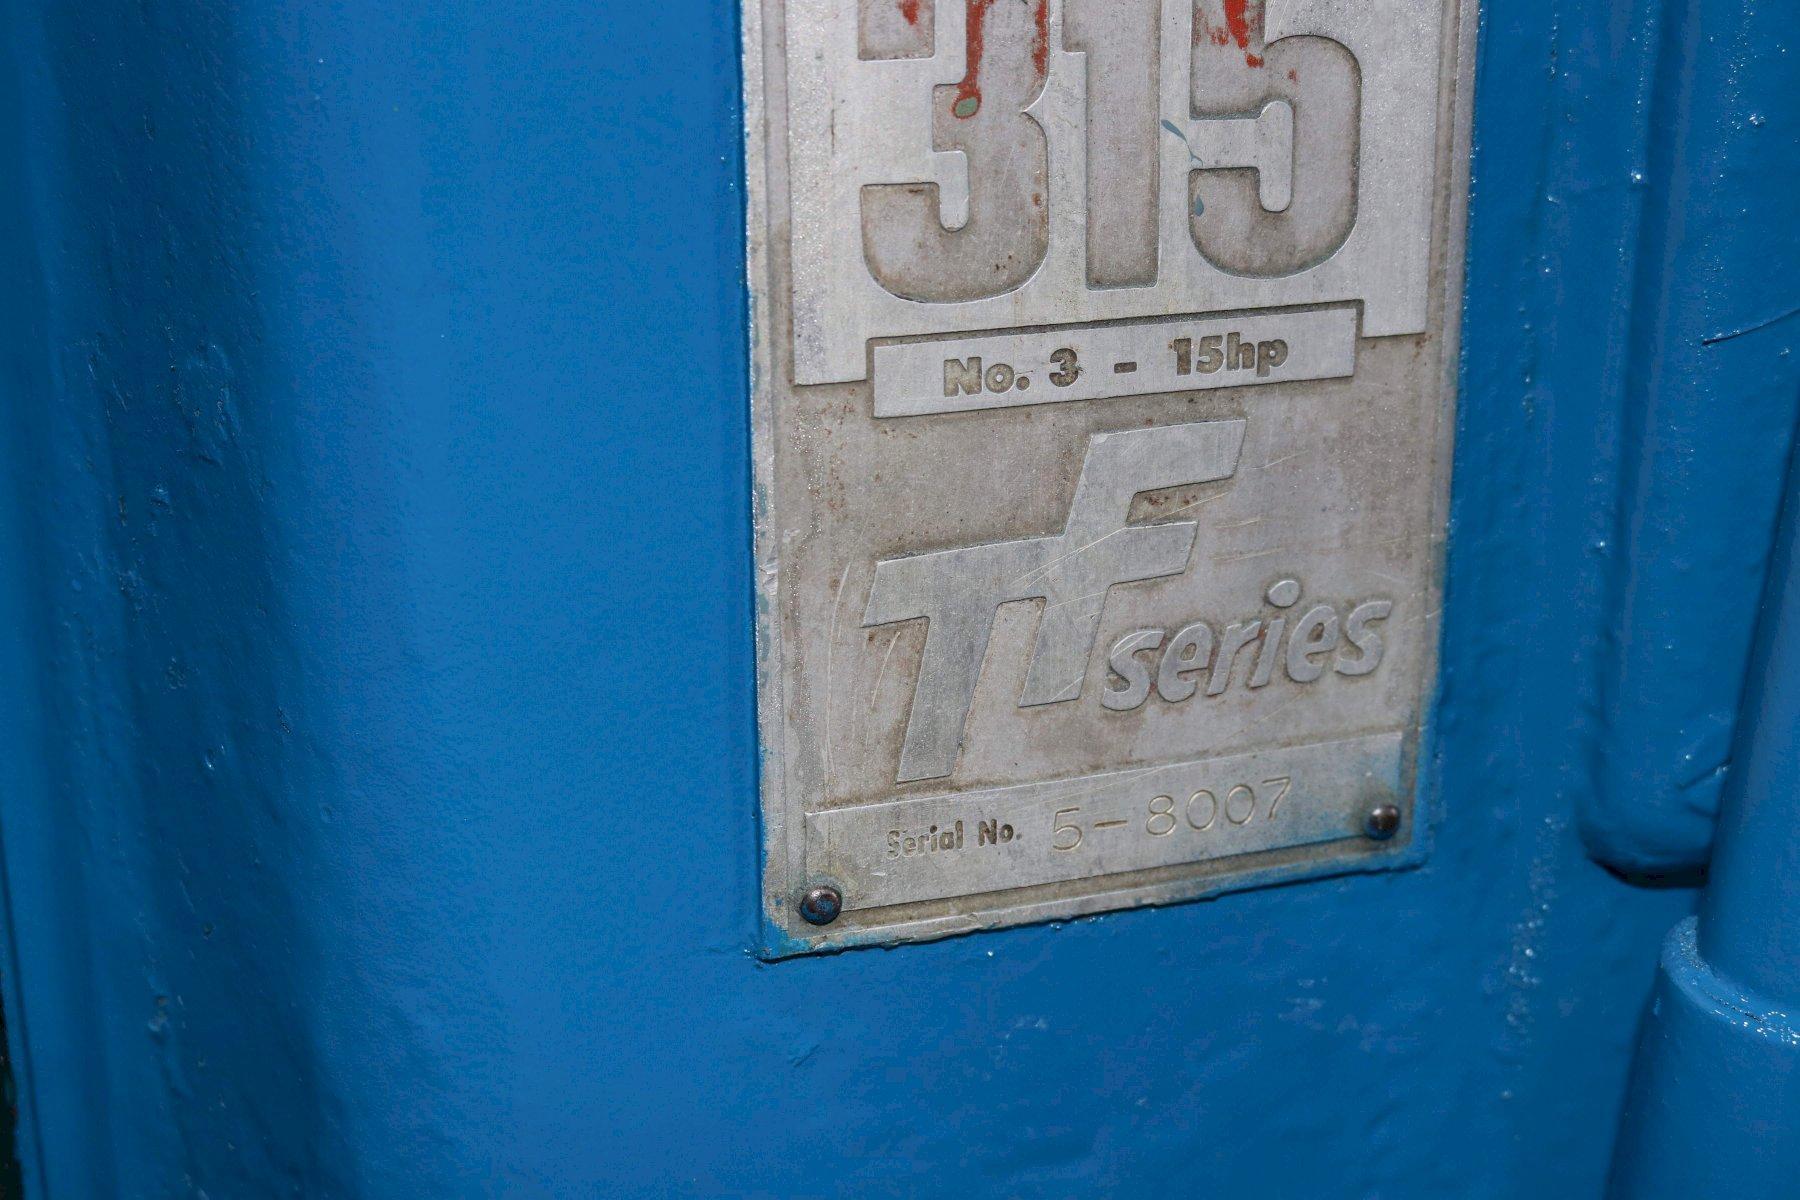 315
No. 3 - 15hp
TF series
Serial No. 5-8007